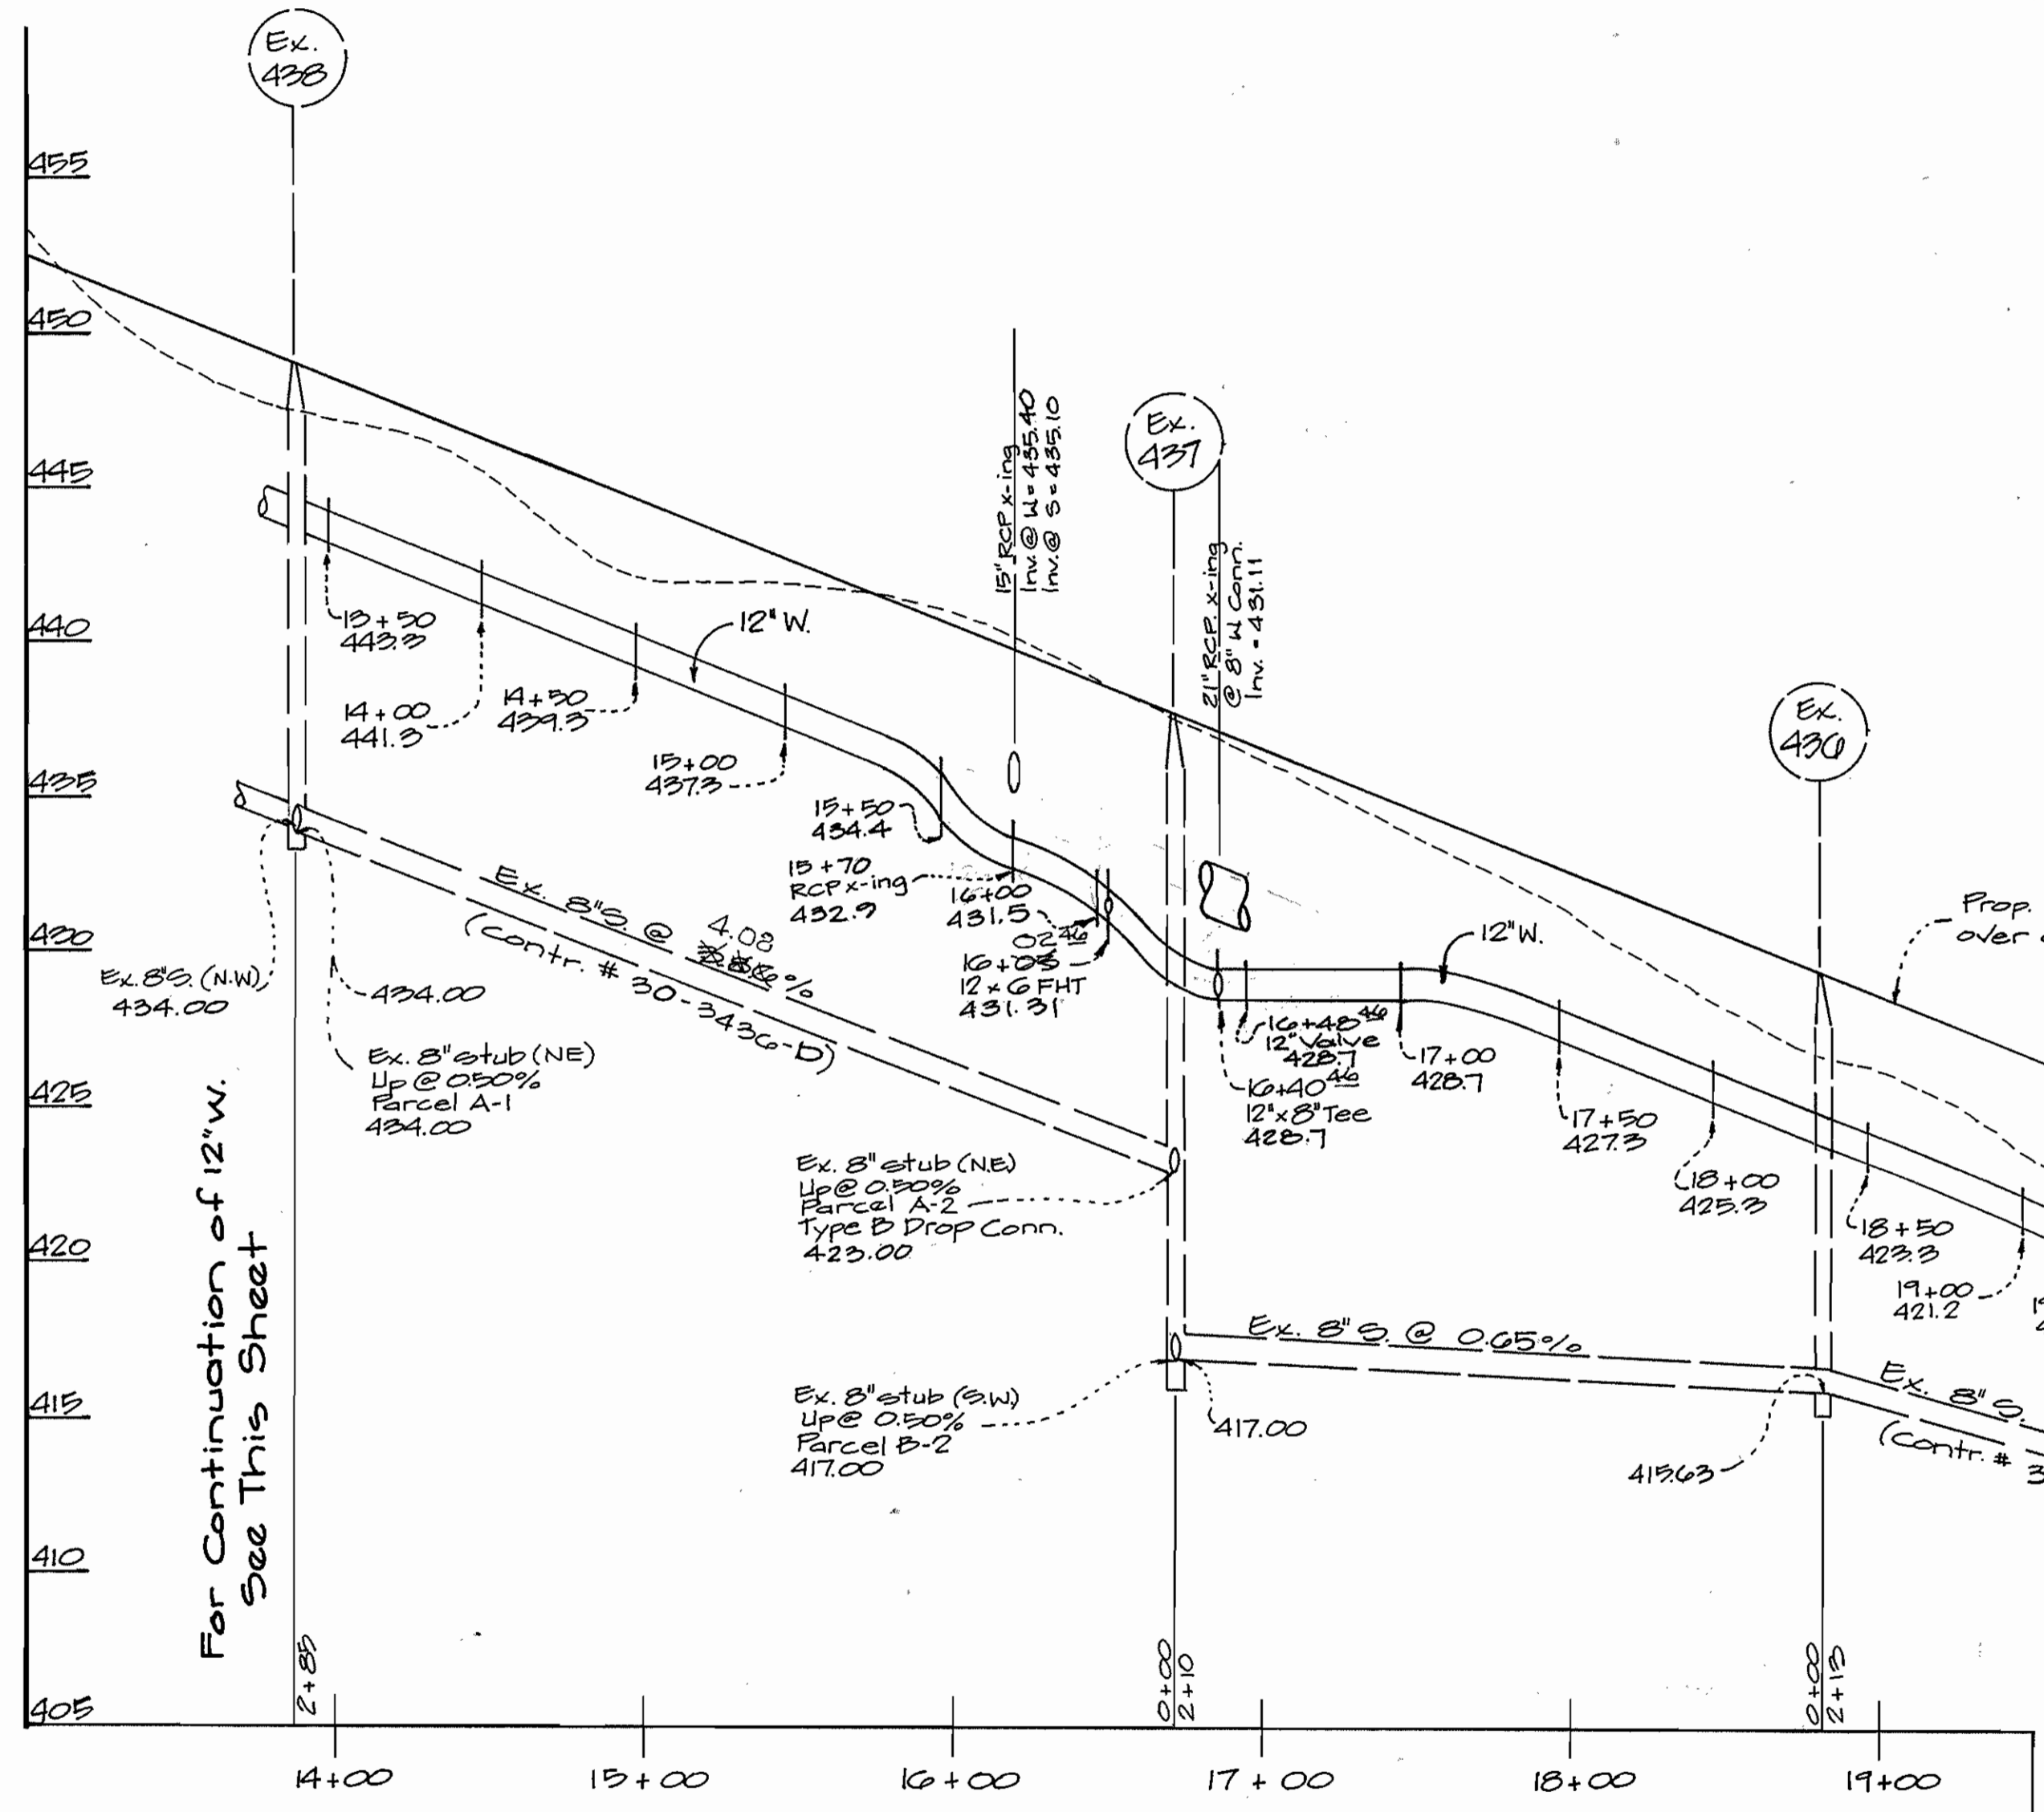 Ex.
438
455
450
445
440
435
430
425
420
415
410
405
13+50
443.3
14+00
441.3
14+50
439.3
12" W.
15+00
437.3
15+50
434.4
15+70
RCP x-ing
432.9
16+00
431.5
02 46
16+03
12 x 6 FHT
431.31
15" RCP x-ing
Inv. @ W = 435.40
Inv. @ S = 435.10
Ex.
437
21" RCP. x-ing
@ 8" W Conn.
Inv. = 431.11
Ex.
436
Prop.
over
12" W.
16+48 46
12" Valve
428.7
16+40 46
12" x 8" Tee
428.7
17+00
428.7
17+50
427.3
18+00
425.3
18+50
423.3
19+00
421.2
Ex. 8" S. @ 4.08 %
(Contr. # 30-3436-D)
Ex. 8" S. (N.W.)
434.00
434.00
Ex. 8" stub (NE)
Up @ 0.50%
Parcel A-1
434.00
Ex. 8" stub (N.E)
Up @ 0.50%
Parcel A-2
Type B Drop Conn.
423.00
Ex. 8" S. @ 0.65%
Ex. 8" stub (S.W.)
Up @ 0.50%
Parcel B-2
417.00
417.00
415.63
Ex. 8" S.
(Contr. # 3
For Continuation of 12" W.
See This Sheet
2+85
0+00
2+10
0+00
2+13
14+00
15+00
16+00
17+00
18+00
19+00